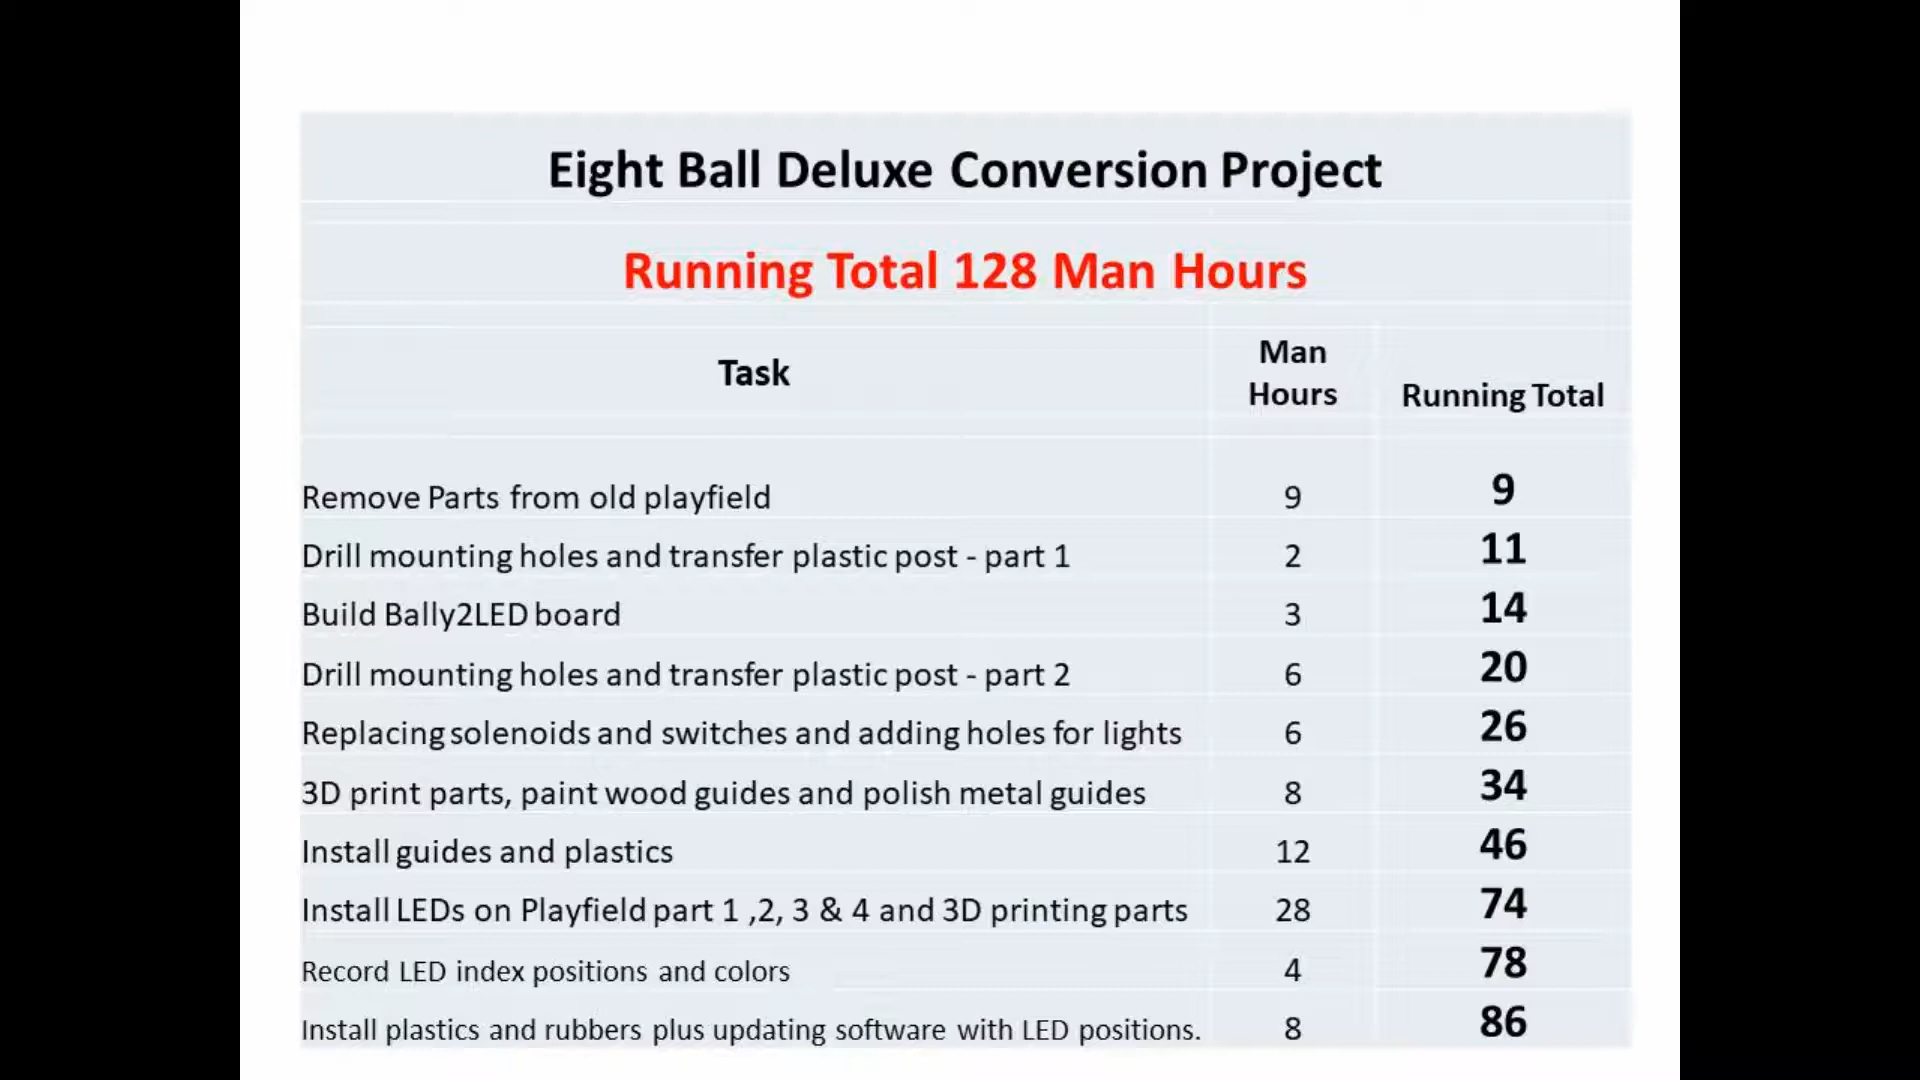 Eight Ball Deluxe Conversion Project
Running Total 128 Man Hours
Task Man Hours Running Total
Remove Parts from old playfield 9 9
Drill mounting holes and transfer plastic post - part 1 2 11
Build Bally2LED board 3 14
Drill mounting holes and transfer plastic post - part 2 6 20
Replacing solenoids and switches and adding holes for lights 6 26
3D print parts, paint wood guides and polish metal guides 8 34
Install guides and plastics 12 46
Install LEDs on Playfield part 1 ,2, 3 & 4 and 3D printing parts 28 74
Record LED index positions and colors 4 78
Install plastics and rubbers plus updating software with LED positions. 8 86